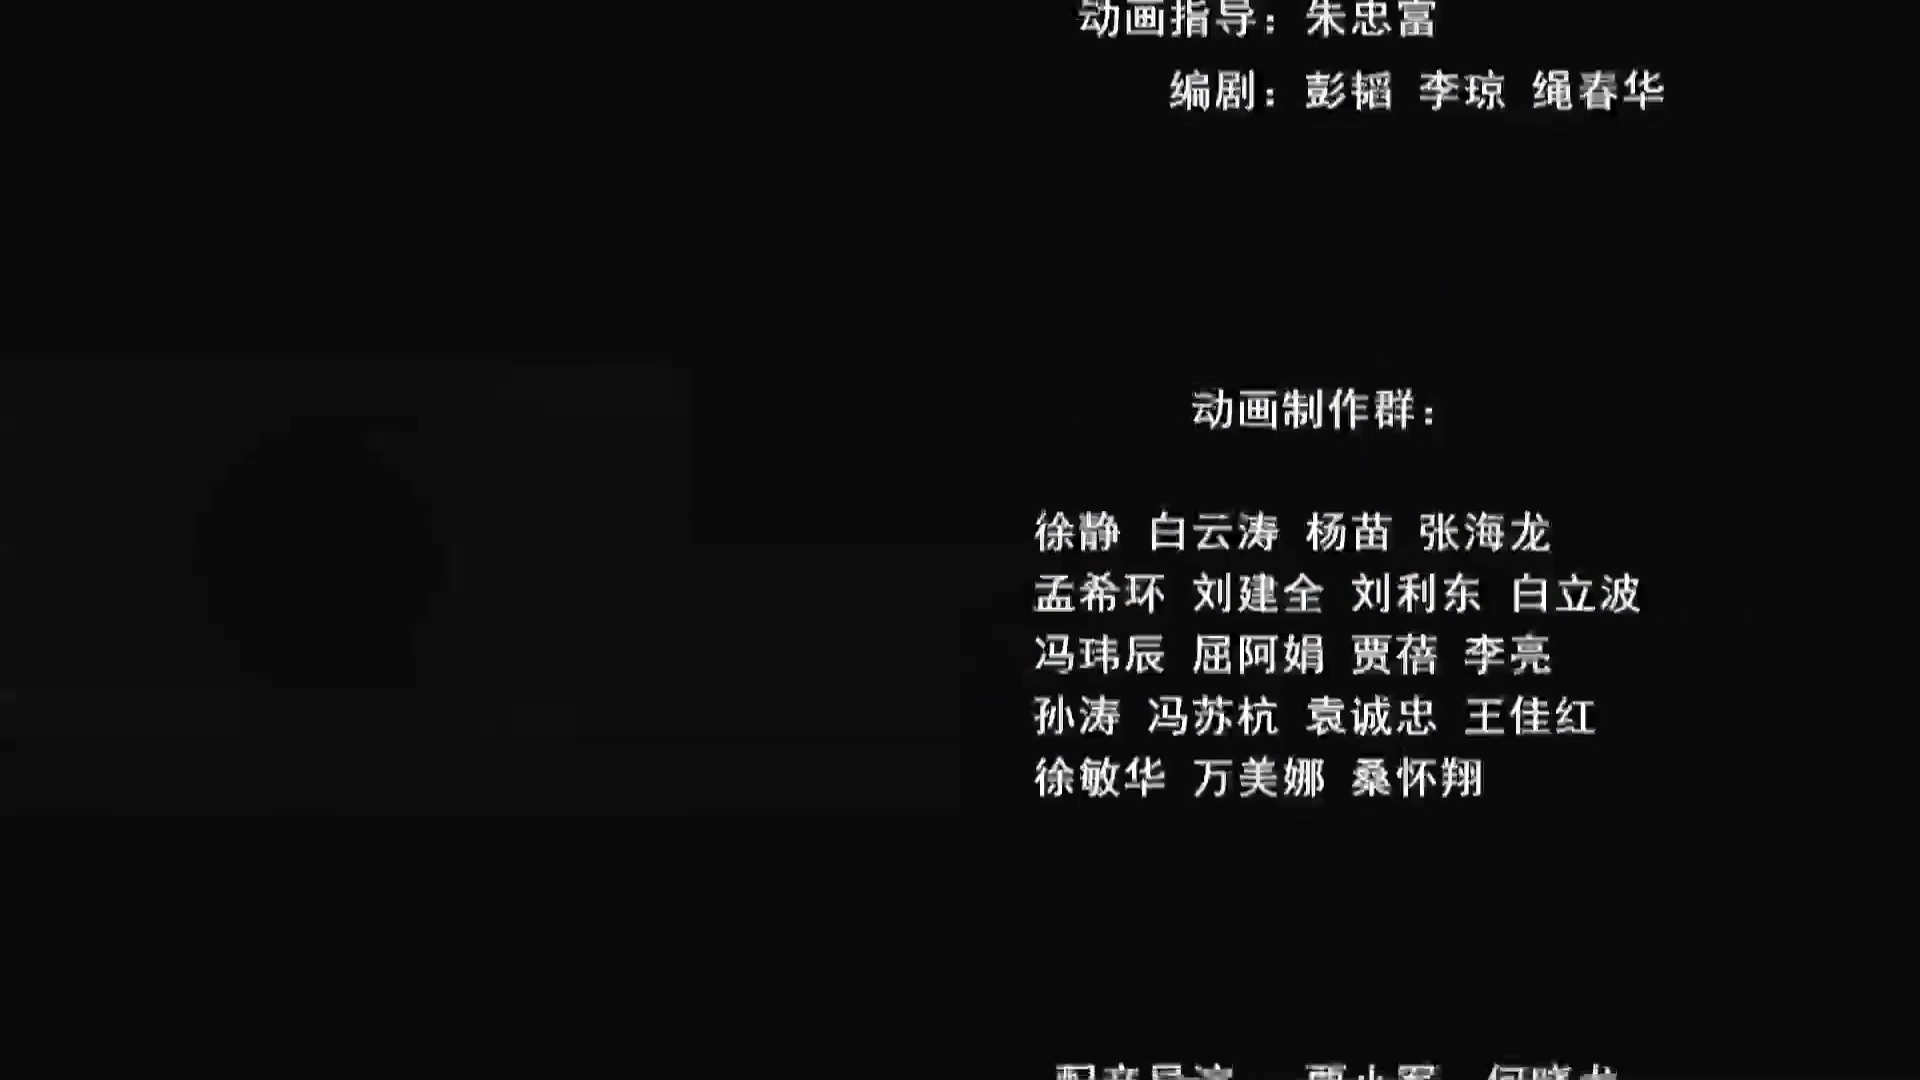 动画指导：朱忠富
编剧：彭韬 李琼 绳春华
动画制作群：
徐静 白云涛 杨苗 张海龙
孟希环 刘建全 刘利东 白立波
冯玮辰 屈阿娟 贾蓓 李亮
孙涛 冯苏杭 袁诚忠 王佳红
徐敏华 万美娜 桑怀翔